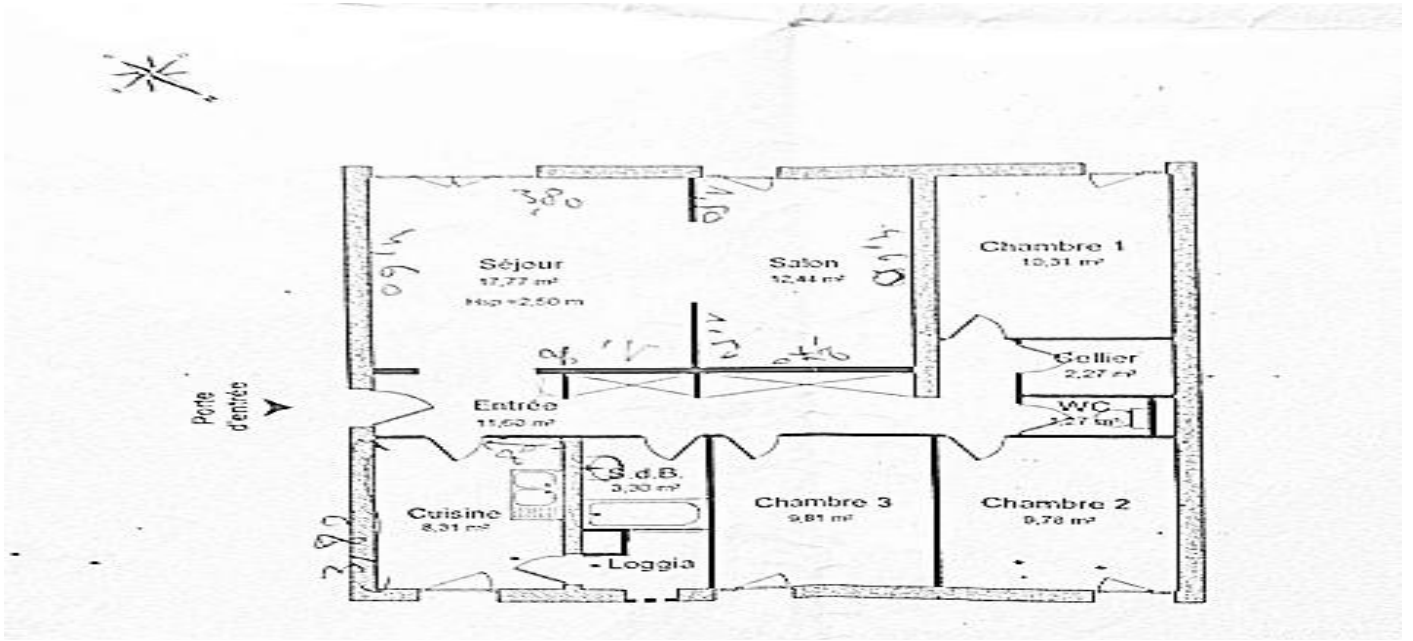 Séjour
17,77 m²
Hsp =2,50 m
3,80
Salon
12,44 m²
Chambre 1
10,31 m²
Cellier
2,27 m²
WC
Porte
d'entrée
Entrée
11,60 m²
Cuisine
8,31 m²
S.d.B.
3,30 m²
Loggia
Chambre 3
9,81 m²
Chambre 2
9,78 m²